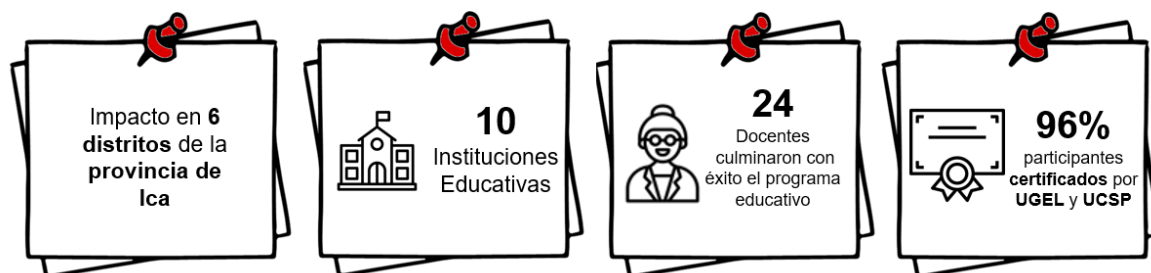 Impacto en 6
distritos de la
provincia de
Ica
10
Instituciones
Educativas
24
Docentes
culminaron con
éxito el programa
educativo
96%
participantes
certificados por
UGEL y UCSP